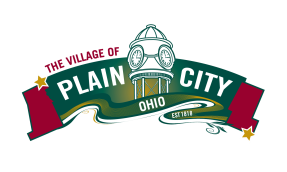 THE VILLAGE OF
PLAIN CITY
OHIO
EST 1818